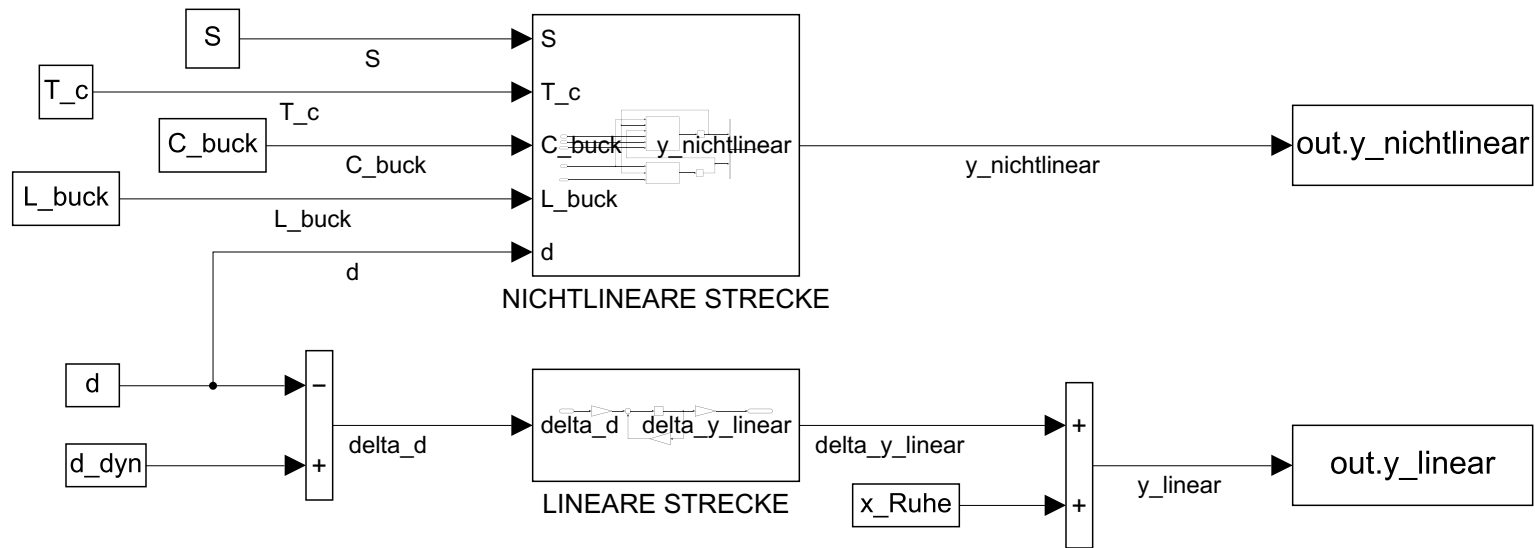 S
S
S
T_c
T_c
T_c
C_buck
C_buck
C_buck
y_nichtlinear
y_nichtlinear
out.y_nichtlinear
L_buck
L_buck
L_buck
d
d
NICHTLINEARE STRECKE
d
−
d_dyn
+
delta_d
delta_d
delta_y_linear
LINEARE STRECKE
delta_y_linear
x_Ruhe
+
+
y_linear
out.y_linear